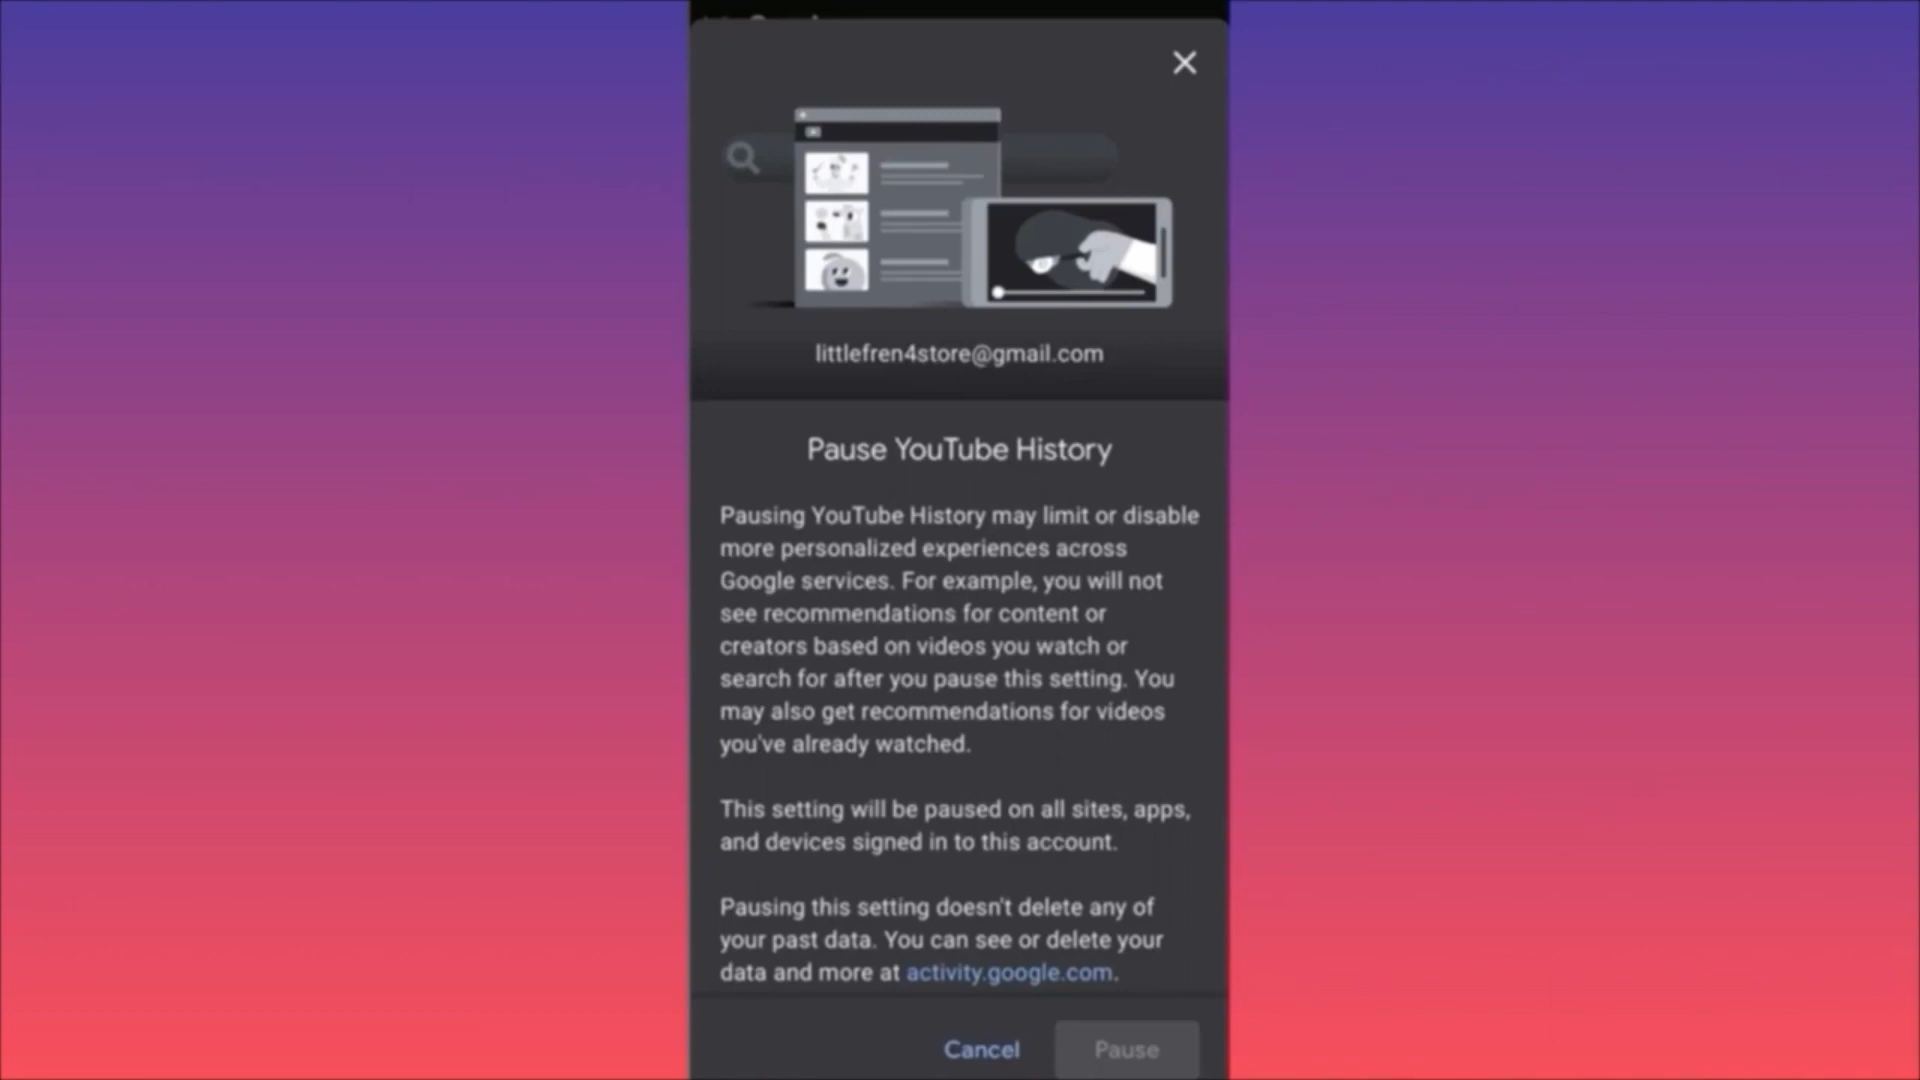 littlefren4store@gmail.com
Pause YouTube History
Pausing YouTube History may limit or disable
more personalized experiences across
Google services. For example, you will not
see recommendations for content or
creators based on videos you watch or
search for after you pause this setting. You
may also get recommendations for videos
you've already watched.
This setting will be paused on all sites, apps,
and devices signed in to this account.
Pausing this setting doesn't delete any of
your past data. You can see or delete your
data and more at activity.google.com.
Cancel
Pause